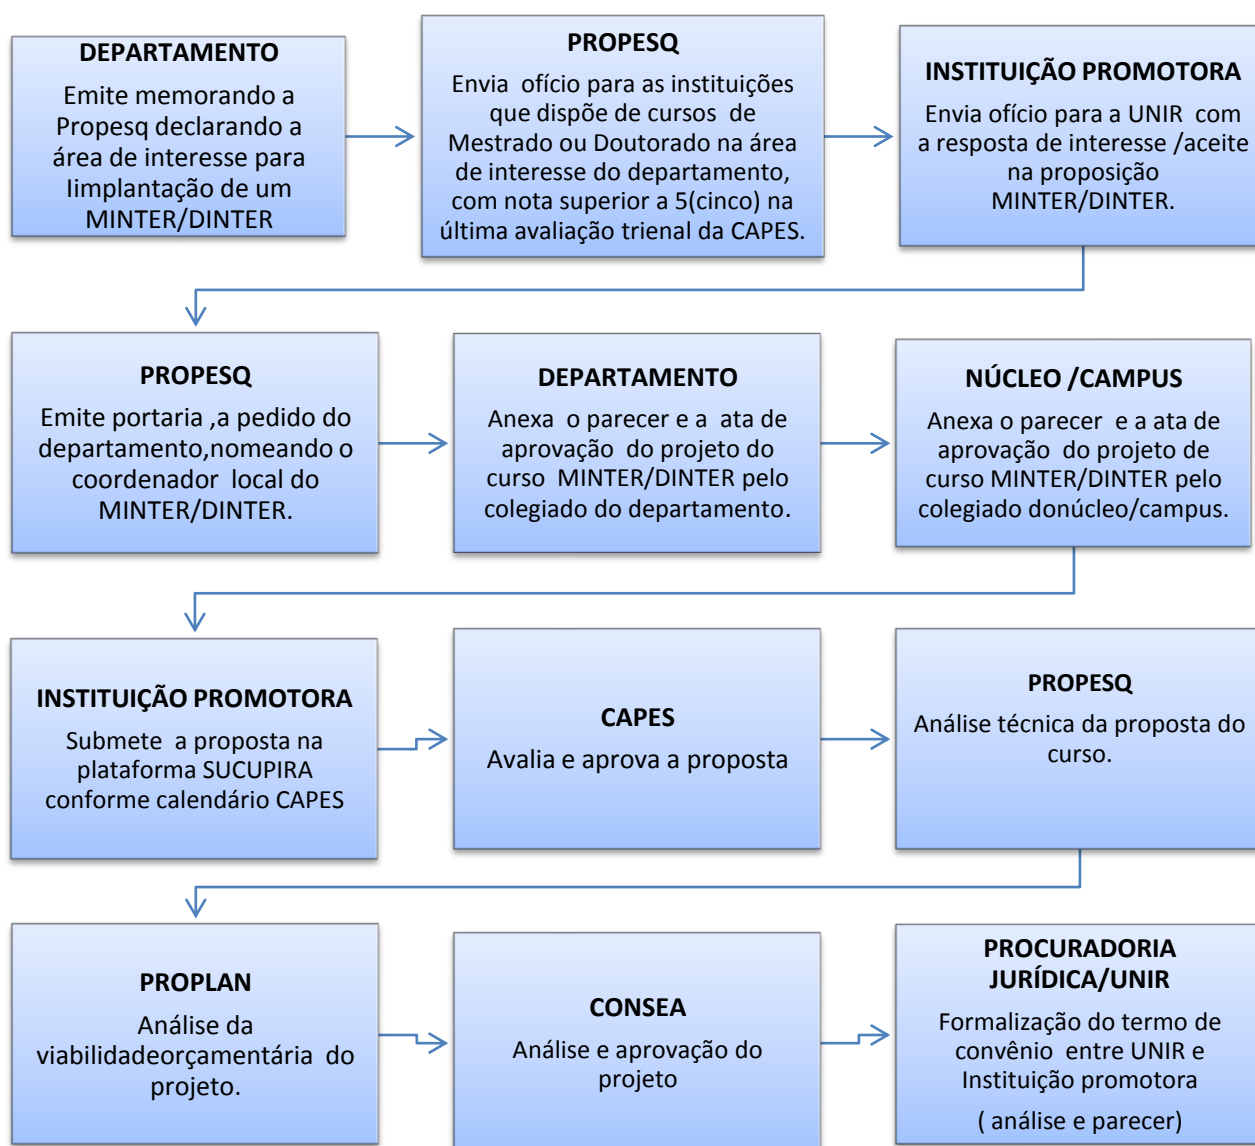 DEPARTAMENTO
Emite memorando a
Propesq declarando a
área de interesse para
Iimplantação de um
MINTER/DINTER
PROPESQ
Envia ofício para as instituições
que dispõe de cursos de
Mestrado ou Doutorado na área
de interesse do departamento,
com nota superior a 5(cinco) na
última avaliação trienal da CAPES.
INSTITUIÇÃO PROMOTORA
Envia ofício para a UNIR com
a resposta de interesse /aceite
na proposição
MINTER/DINTER.
PROPESQ
Emite portaria ,a pedido do
departamento,nomeando o
coordenador local do
MINTER/DINTER.
DEPARTAMENTO
Anexa o parecer e a ata de
aprovação do projeto do
curso MINTER/DINTER pelo
colegiado do departamento.
NÚCLEO /CAMPUS
Anexa o parecer e a ata de
aprovação do projeto de
curso MINTER/DINTER pelo
colegiado donúcleo/campus.
INSTITUIÇÃO PROMOTORA
Submete a proposta na
plataforma SUCUPIRA
conforme calendário CAPES
CAPES
Avalia e aprova a proposta
PROPESQ
Análise técnica da proposta do
curso.
PROPLAN
Análise da
viabilidadeorçamentária do
projeto.
CONSEA
Análise e aprovação do
projeto
PROCURADORIA
JURÍDICA/UNIR
Formalização do termo de
convênio entre UNIR e
Instituição promotora
( análise e parecer)